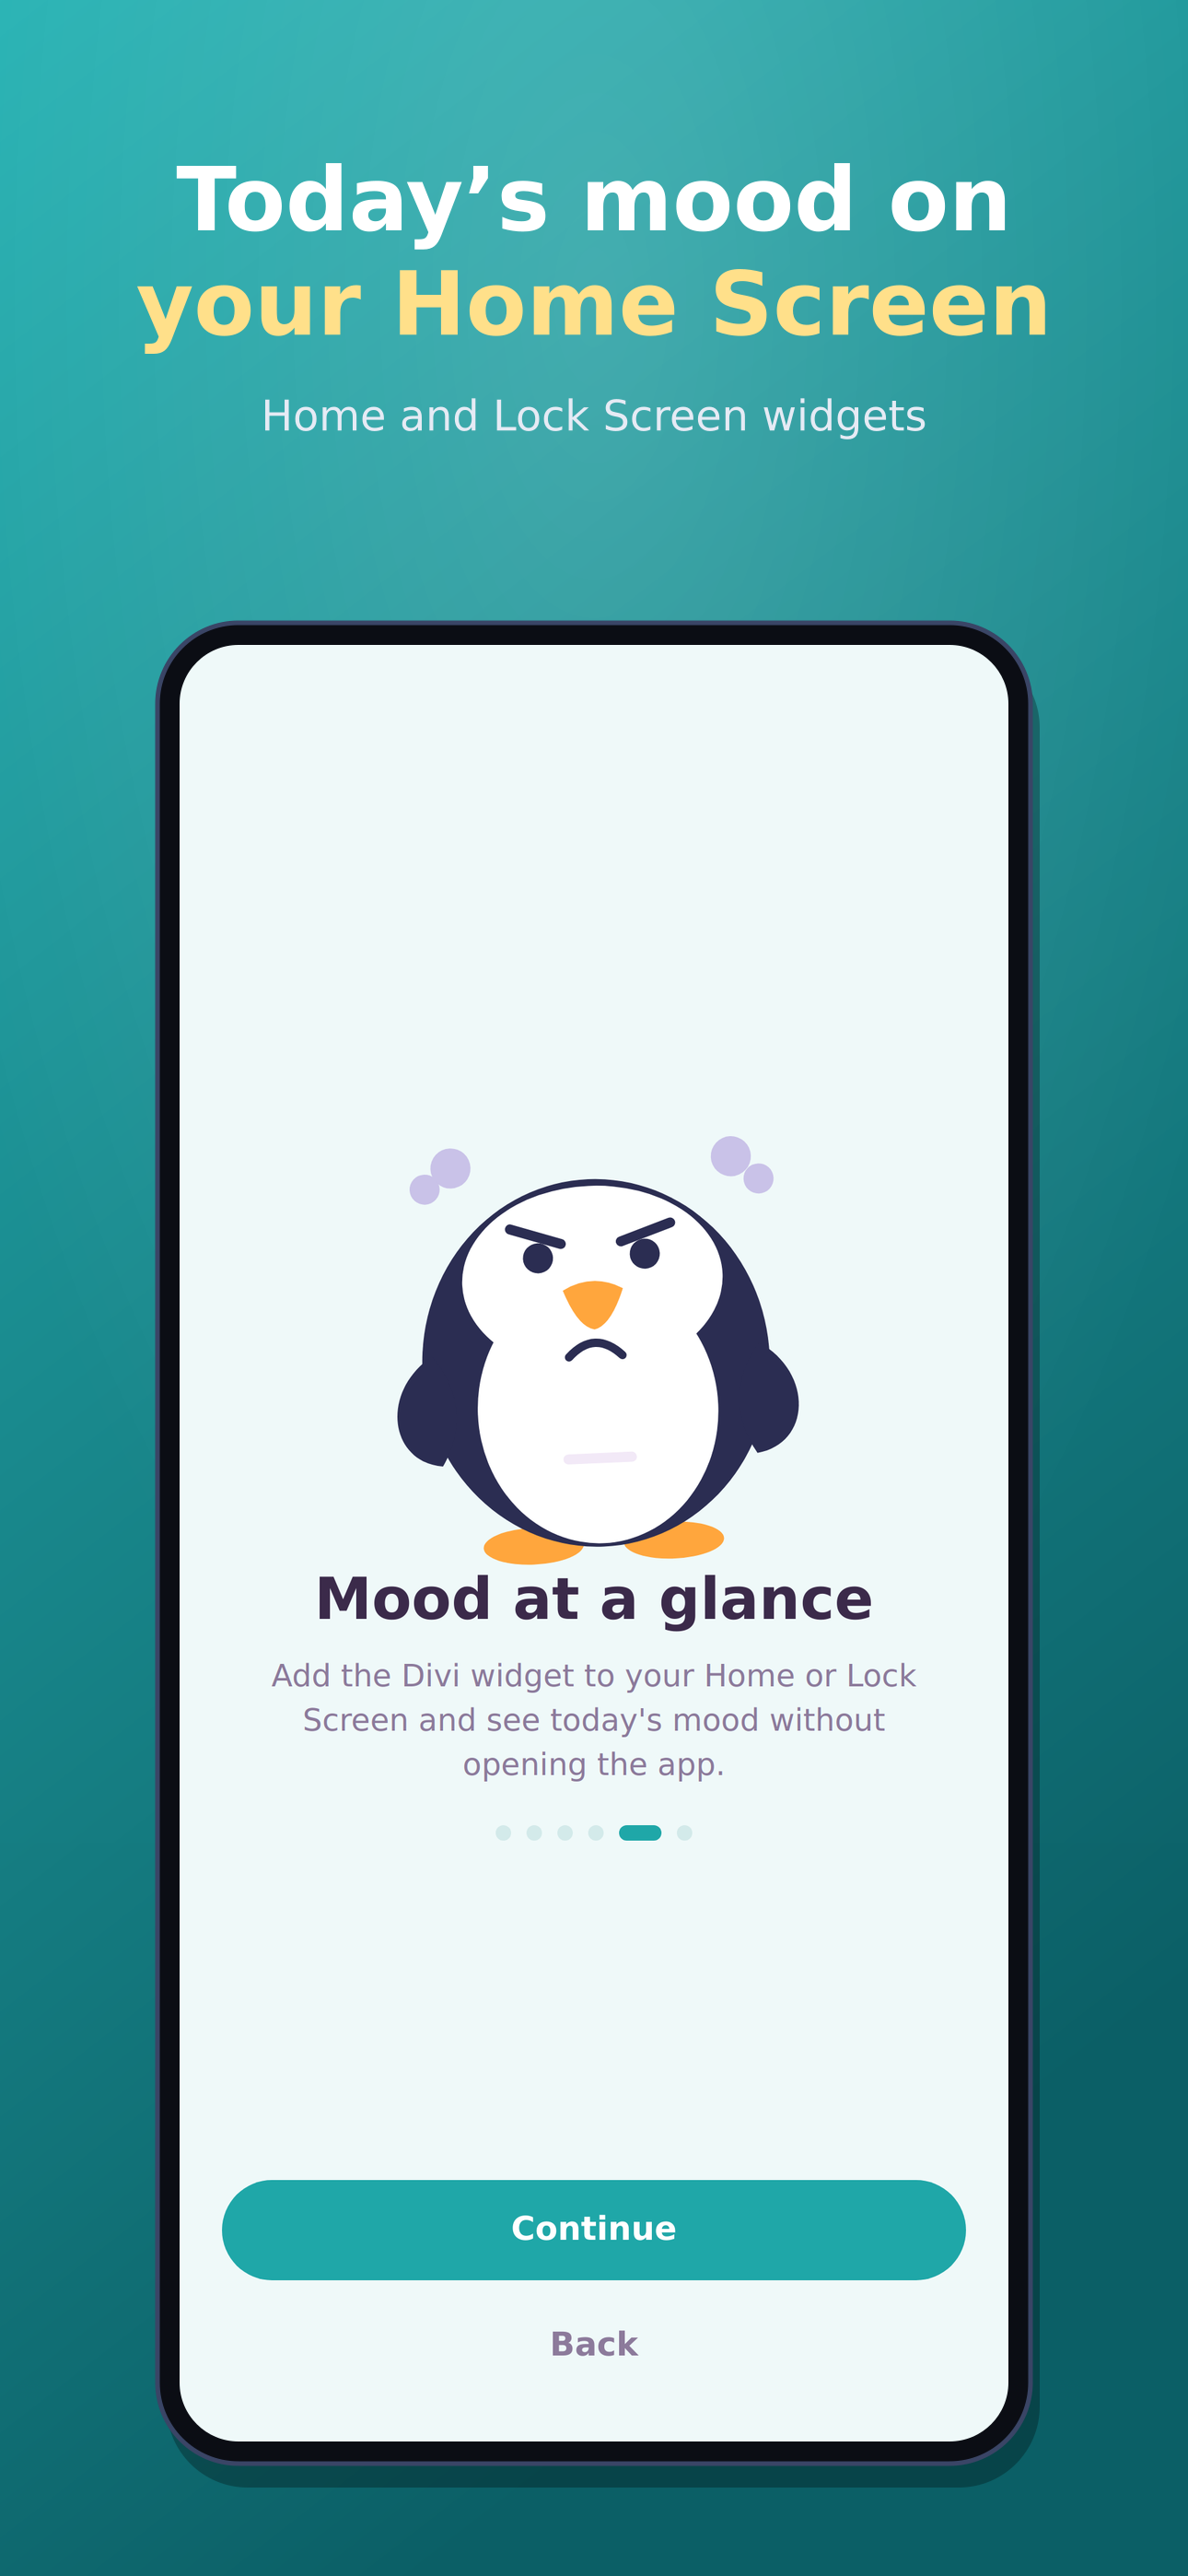 Today’s mood on
your Home Screen
Home and Lock Screen widgets
Mood at a glance
Add the Divi widget to your Home or Lock
Screen and see today's mood without
opening the app.
Continue
Back